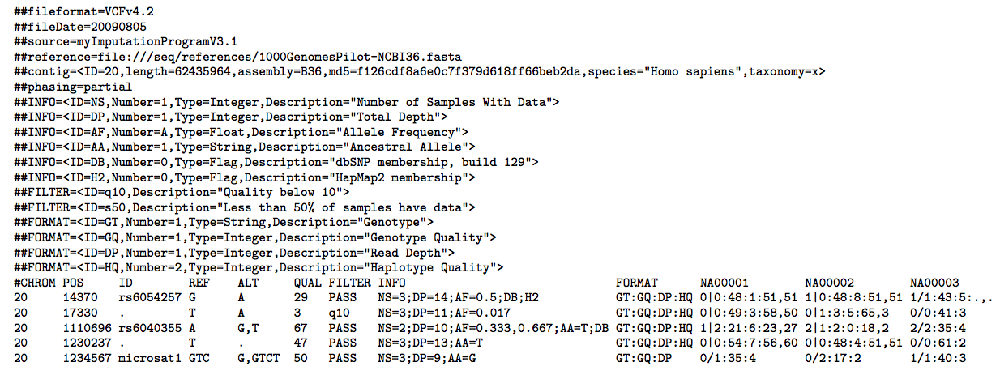 ##fileformat=VCFv4.2
##fileDate=20090805
##source=myImputationProgramV3.1
##reference=file:///seq/references/1000GenomesPilot-NCBI36.fasta
##contig=<ID=20,length=62435964,assembly=B36,md5=f126cdf8a6e0c7f379d618ff66beb2da,species="Homo sapiens",taxonomy=x>
##phasing=partial
##INFO=<ID=NS,Number=1,Type=Integer,Description="Number of Samples With Data">
##INFO=<ID=DP,Number=1,Type=Integer,Description="Total Depth">
##INFO=<ID=AF,Number=A,Type=Float,Description="Allele Frequency">
##INFO=<ID=AA,Number=1,Type=String,Description="Ancestral Allele">
##INFO=<ID=DB,Number=0,Type=Flag,Description="dbSNP membership, build 129">
##INFO=<ID=H2,Number=0,Type=Flag,Description="HapMap2 membership">
##FILTER=<ID=q10,Description="Quality below 10">
##FILTER=<ID=s50,Description="Less than 50% of samples have data">
##FORMAT=<ID=GT,Number=1,Type=String,Description="Genotype">
##FORMAT=<ID=GQ,Number=1,Type=Integer,Description="Genotype Quality">
##FORMAT=<ID=DP,Number=1,Type=Integer,Description="Read Depth">
##FORMAT=<ID=HQ,Number=2,Type=Integer,Description="Haplotype Quality">
#CHROM POS ID REF ALT QUAL FILTER INFO FORMAT NA00001 NA00002 NA00003
20 14370 rs6054257 G A 29 PASS NS=3;DP=14;AF=0.5;DB;H2 GT:GQ:DP:HQ 0|0:48:1:51,51 1|0:48:8:51,51 1/1:43:5:.,.
20 17330 . T A 3 q10 NS=3;DP=11;AF=0.017 GT:GQ:DP:HQ 0|0:49:3:58,50 0|1:3:5:65,3 0/0:41:3
20 1110696 rs6040355 A G,T 67 PASS NS=2;DP=10;AF=0.333,0.667;AA=T;DB GT:GQ:DP:HQ 1|2:21:6:23,27 2|1:2:0:18,2 2/2:35:4
20 1230237 . T . 47 PASS NS=3;DP=13;AA=T GT:GQ:DP:HQ 0|0:54:7:56,60 0|0:48:4:51,51 0/0:61:2
20 1234567 microsat1 GTC G,GTCT 50 PASS NS=3;DP=9;AA=G GT:GQ:DP 0/1:35:4 0/2:17:2 1/1:40:3